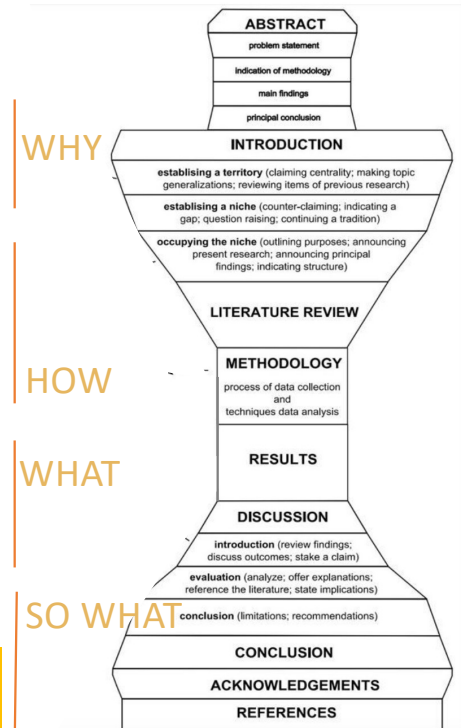 ABSTRACT
problem statement
indication of methodology
main findings
principal conclusion
WHY
INTRODUCTION
establising a territory (claiming centrality; making topic
generalizations; reviewing items of previous research)
establising a niche (counter-claiming; indicating a
gap; question raising; continuing a tradition)
occupying the niche (outlining purposes; announcing
present research; announcing principal
findings; indicating structure)
LITERATURE REVIEW
HOW
METHODOLOGY
process of data collection
and
techniques data analysis
WHAT
RESULTS
DISCUSSION
introduction (review findings;
discuss outcomes; stake a claim)
evaluation (analyze; offer explanations;
reference the literature; state implications)
SO WHAT
conclusion (limitations; recommendations)
CONCLUSION
ACKNOWLEDGEMENTS
REFERENCES